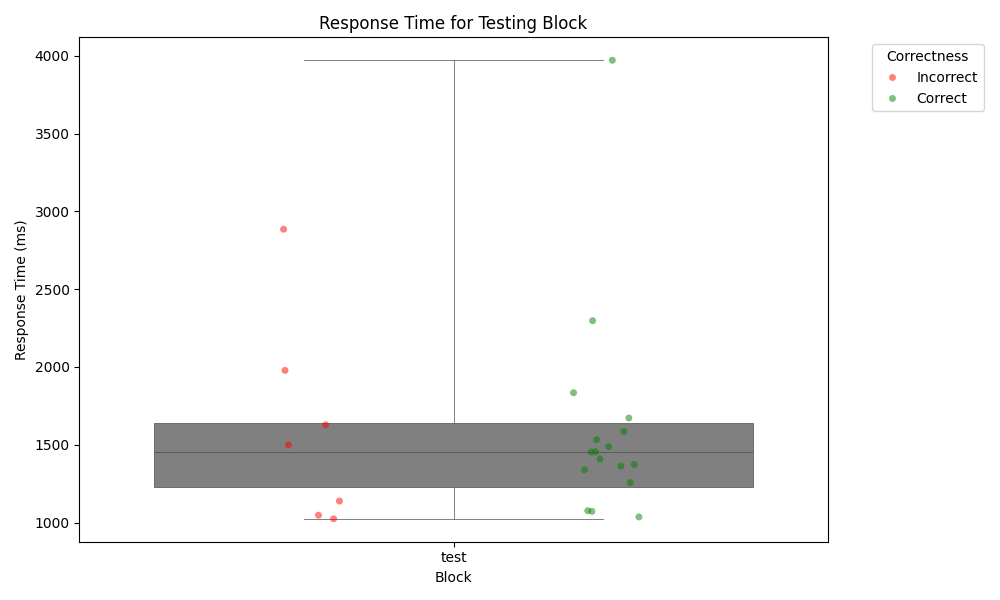 Response Time for Testing Block
Correctness
Incorrect
Correct
Response Time (ms)
4000
3500
3000
2500
2000
1500
1000
test
Block